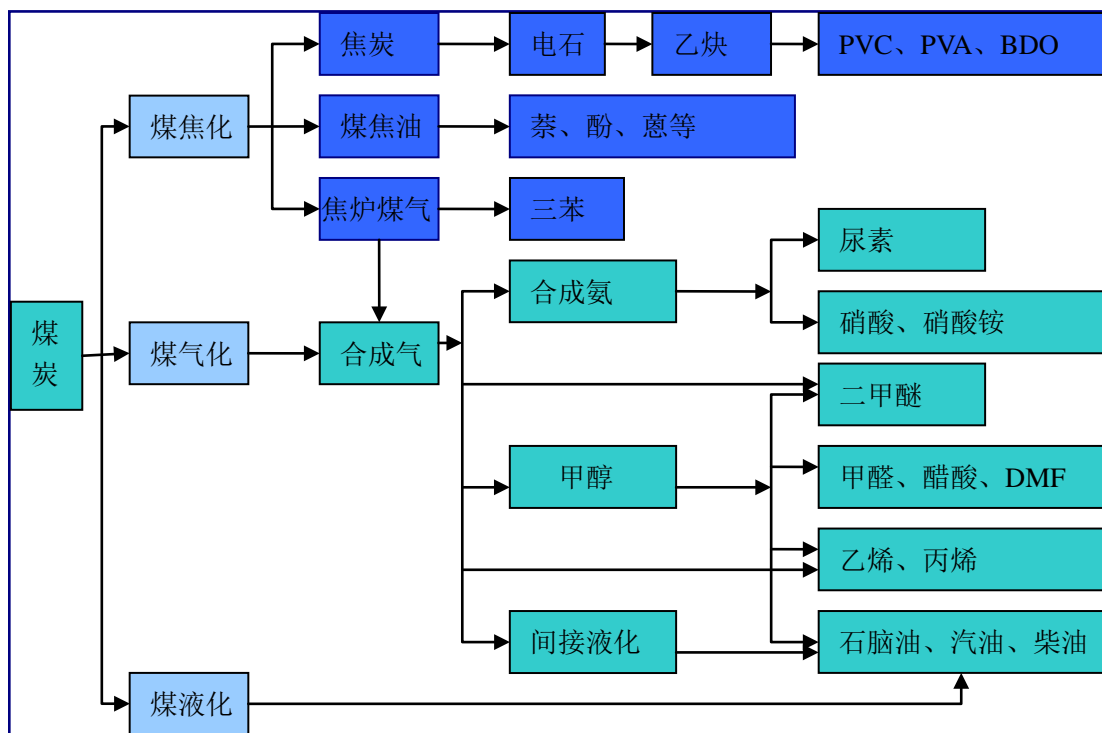 焦炭
电石
乙炔
PVC、PVA、BDO
煤焦化
煤焦油
萘、酚、蒽等
焦炉煤气
三苯
尿素
合成氨
硝酸、硝酸铵
煤
炭
煤气化
合成气
二甲醚
甲醇
甲醛、醋酸、DMF
乙烯、丙烯
间接液化
石脑油、汽油、柴油
煤液化